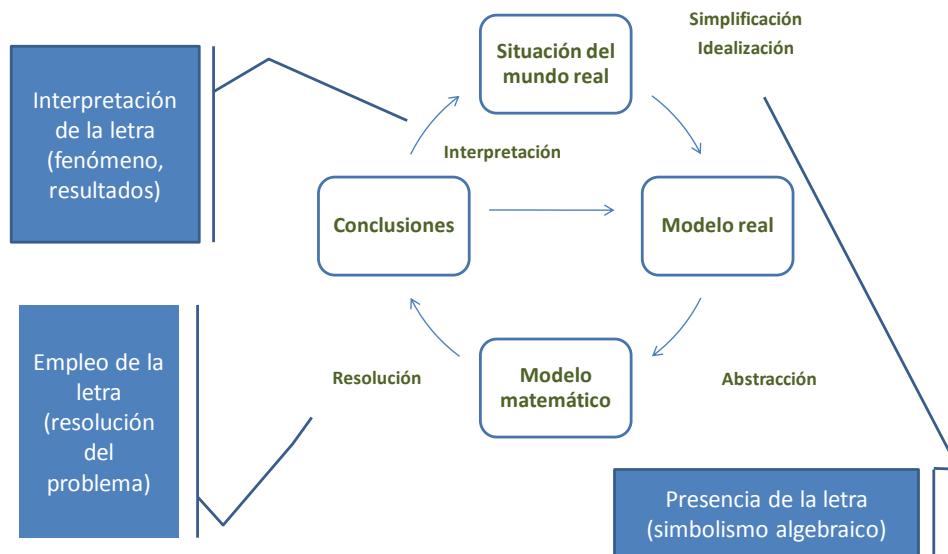 Simplificación
Idealización
Situación del
mundo real
Interpretación
de la letra
(fenómeno,
resultados)
Interpretación
Conclusiones
Modelo real
Empleo de la
letra
(resolución
del
problema)
Resolución
Modelo
matemático
Abstracción
Presencia de la letra
(simbolismo algebraico)